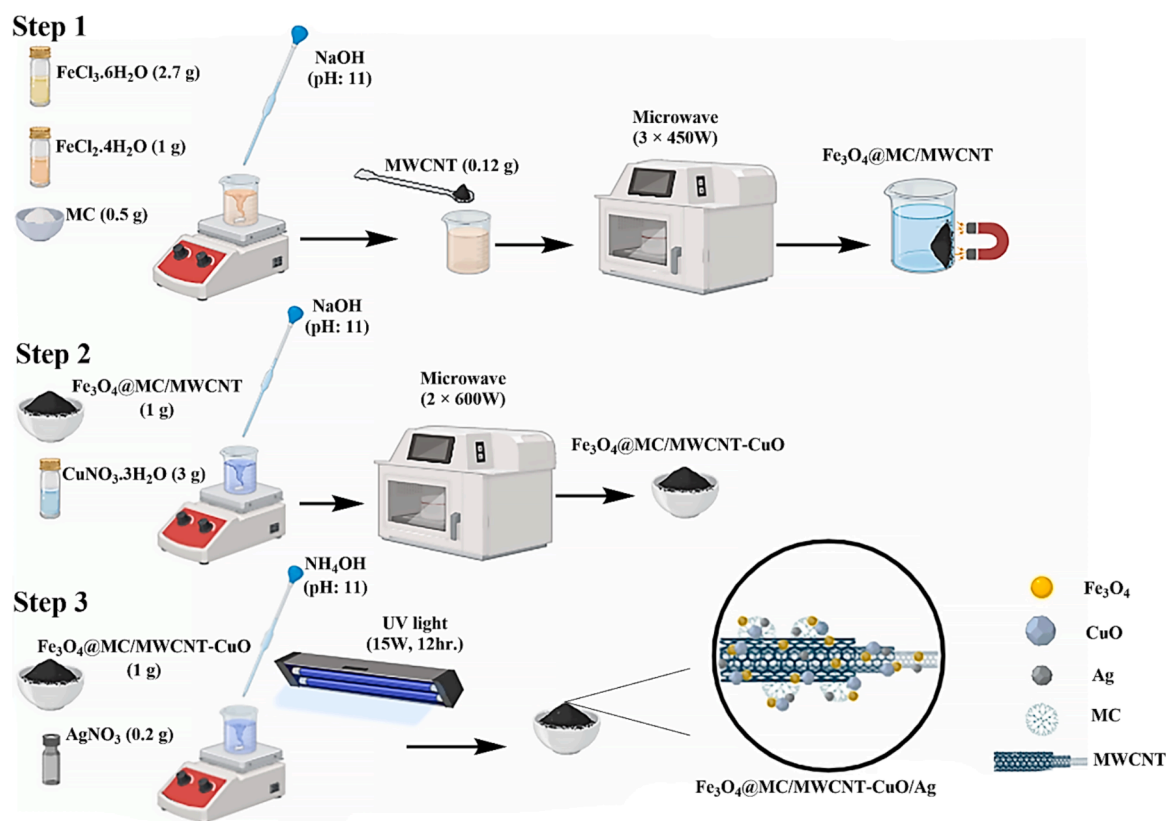 Step 1
FeCl₃.6H₂O (2.7 g)
FeCl₂.4H₂O (1 g)
MC (0.5 g)
NaOH
(pH: 11)
MWCNT (0.12 g)
Microwave
(3 × 450W)
Fe₃O₄@MC/MWCNT
Step 2
Fe₃O₄@MC/MWCNT
(1 g)
CuNO₃.3H₂O (3 g)
NaOH
(pH: 11)
Microwave
(2 × 600W)
Fe₃O₄@MC/MWCNT-CuO
Step 3
Fe₃O₄@MC/MWCNT-CuO
(1 g)
AgNO₃ (0.2 g)
NH₄OH
(pH: 11)
UV light
(15W, 12hr.)
Fe₃O₄@MC/MWCNT-CuO/Ag
Fe₃O₄
CuO
Ag
MC
MWCNT